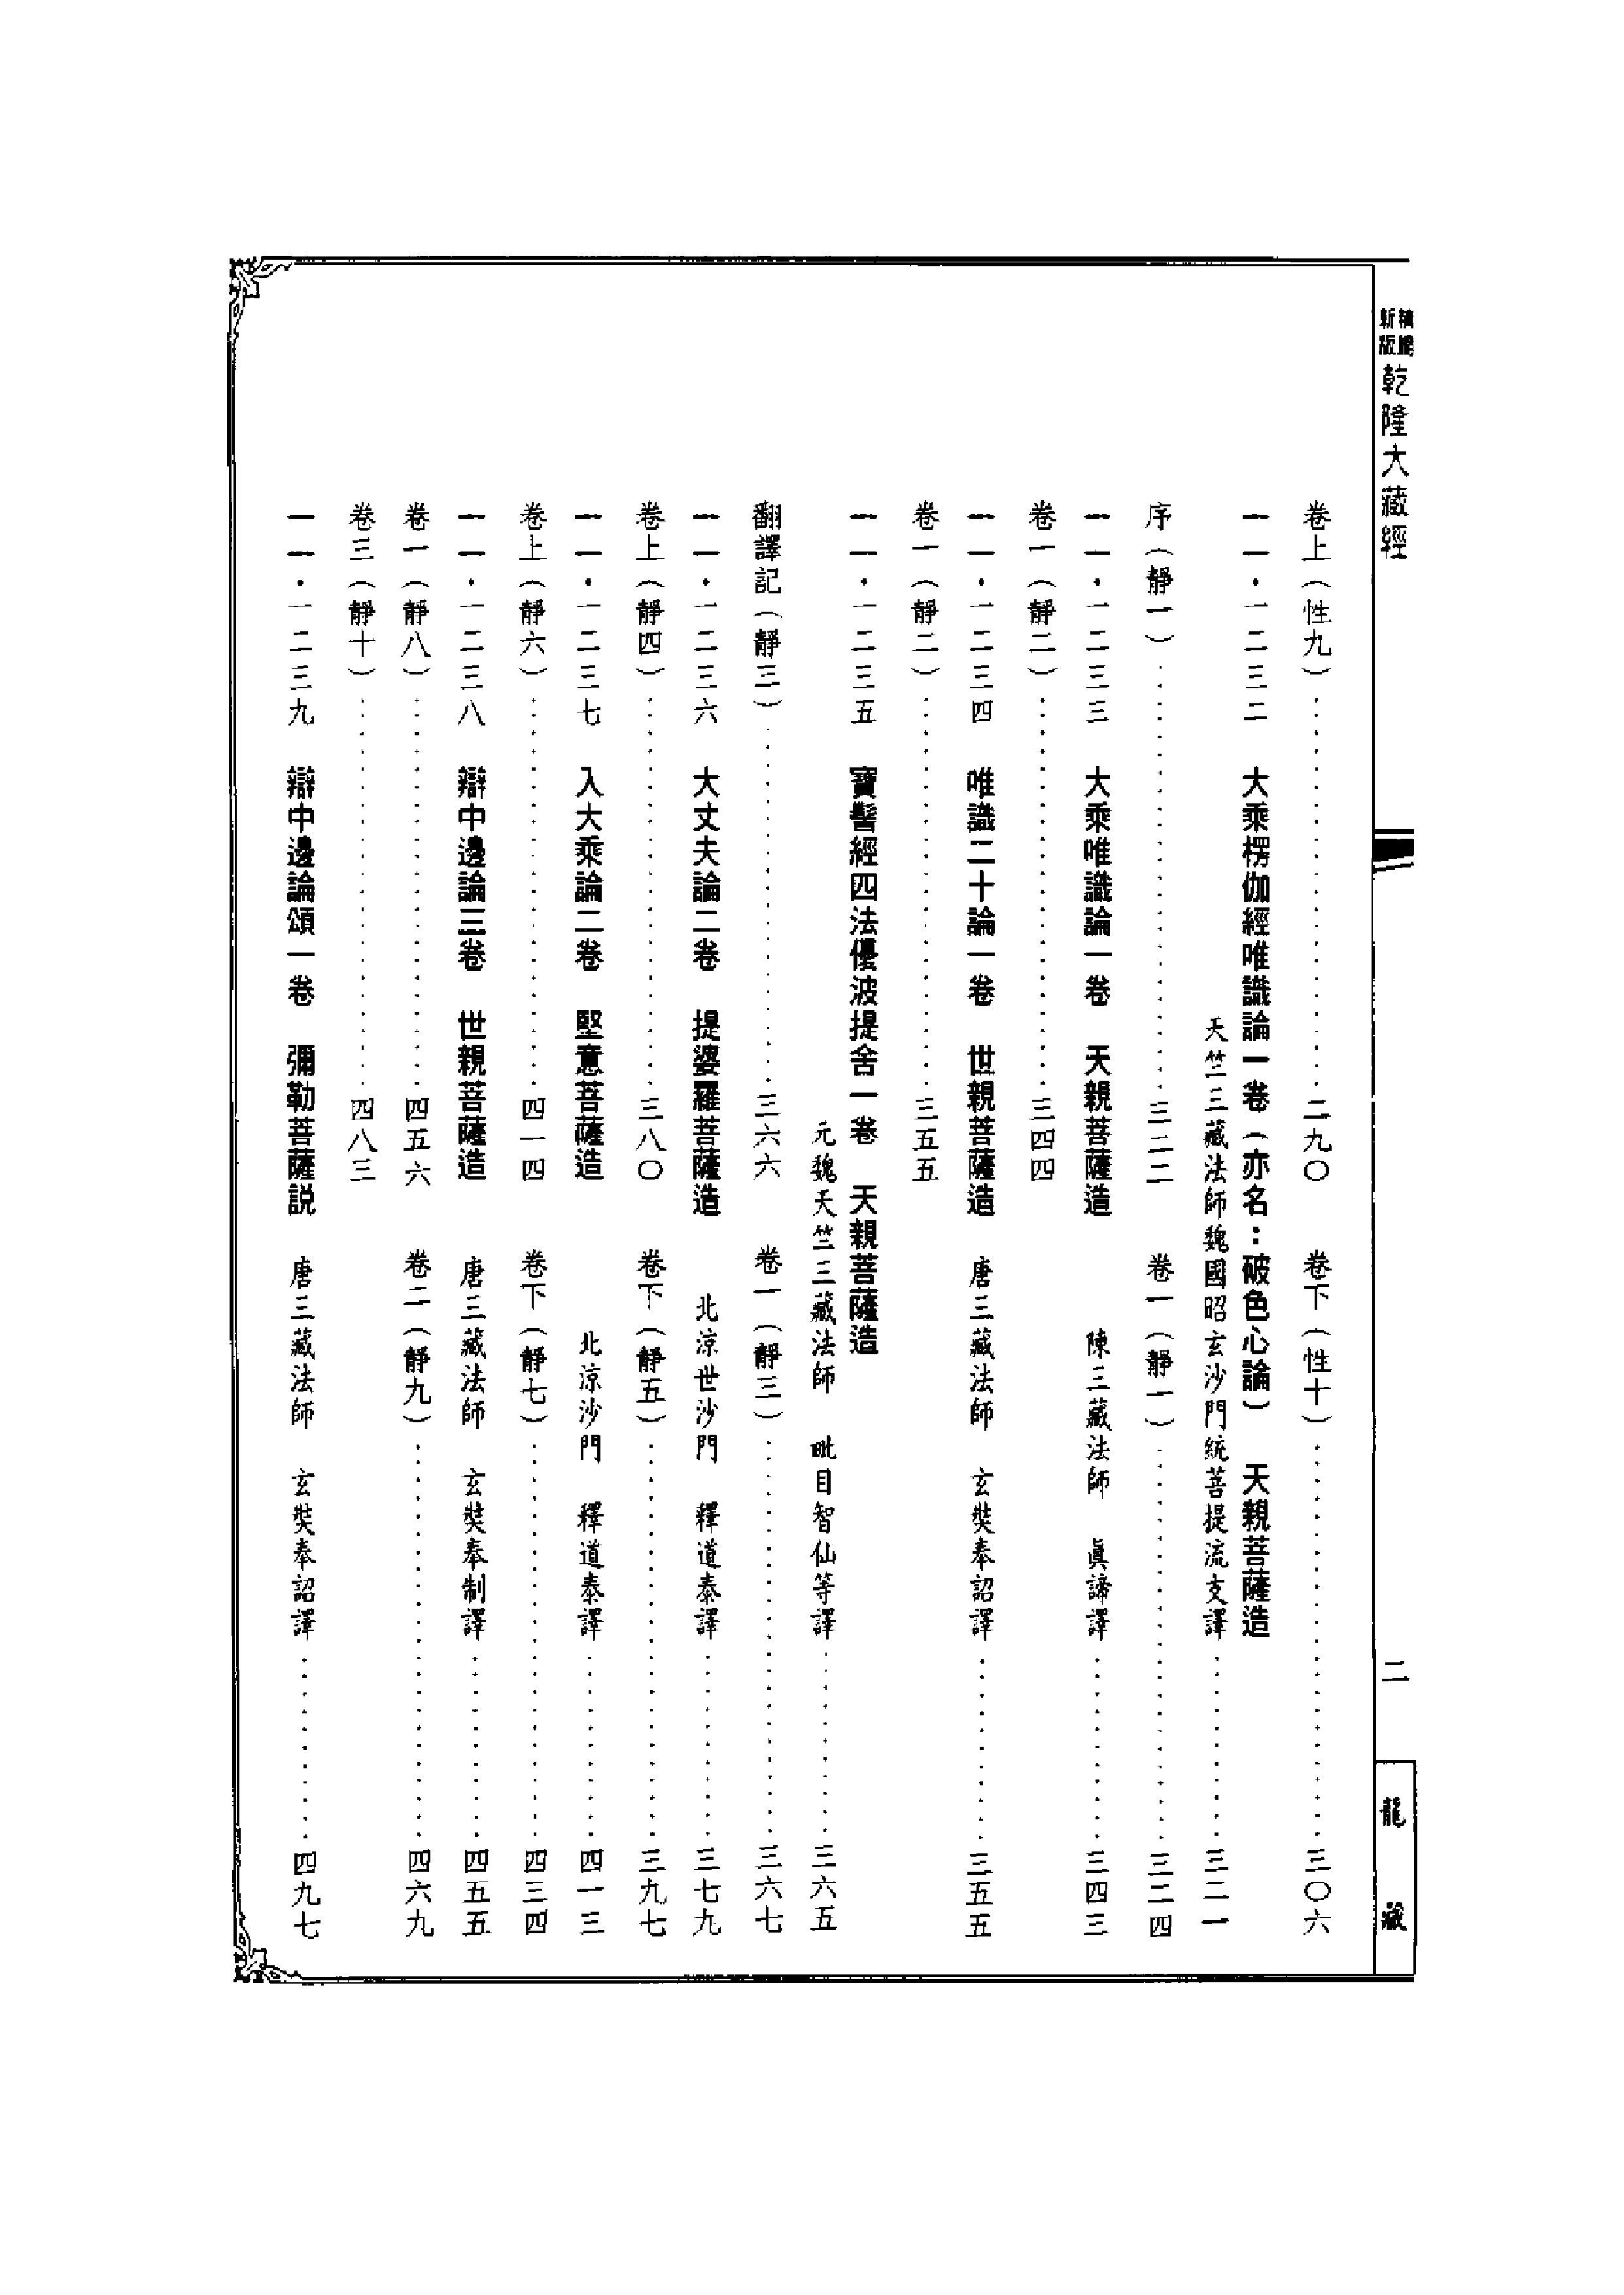 新版
乾隆大藏經
二
龍藏
卷上（性九）……二九〇　卷下（性十）……三〇六
一一·一二三二　大乘楞伽經唯識論一卷（亦名：破色心論）　天親菩薩造
天竺三藏法師魏國昭玄沙門統菩提流支譯……三二一
序（靜一）……三二二　卷一（靜一）……三二四
一一·一二三三　大乘唯識論一卷　天親菩薩造　陳三藏法師　眞諦譯……三四三
卷一（靜二）……三四四
一一·一二三四　唯識二十論一卷　世親菩薩造　唐三藏法師　玄奘奉詔譯……三五五
卷一（靜二）……三五五
一一·一二三五　寶髻經四法優波提舍一卷　天親菩薩造
元魏天竺三藏法師　毗目智仙等譯……三六五
翻譯記（靜三）……三六六　卷一（靜三）……三六七
一一·一二三六　大丈夫論二卷　提婆羅菩薩造　北涼世沙門　釋道泰譯……三七九
卷上（靜四）……三八〇　卷下（靜五）……三九七
一一·一二三七　入大乘論二卷　堅意菩薩造　北涼沙門　釋道泰譯……四一三
卷上（靜六）……四一四　卷下（靜七）……四三四
一一·一二三八　辯中邊論三卷　世親菩薩造　唐三藏法師　玄奘奉制譯……四五五
卷一（靜八）……四五六　卷二（靜九）……四六九
卷三（靜十）……四八三
一一·一二三九　辯中邊論頌一卷　彌勒菩薩説　唐三藏法師　玄奘奉詔譯……四九七